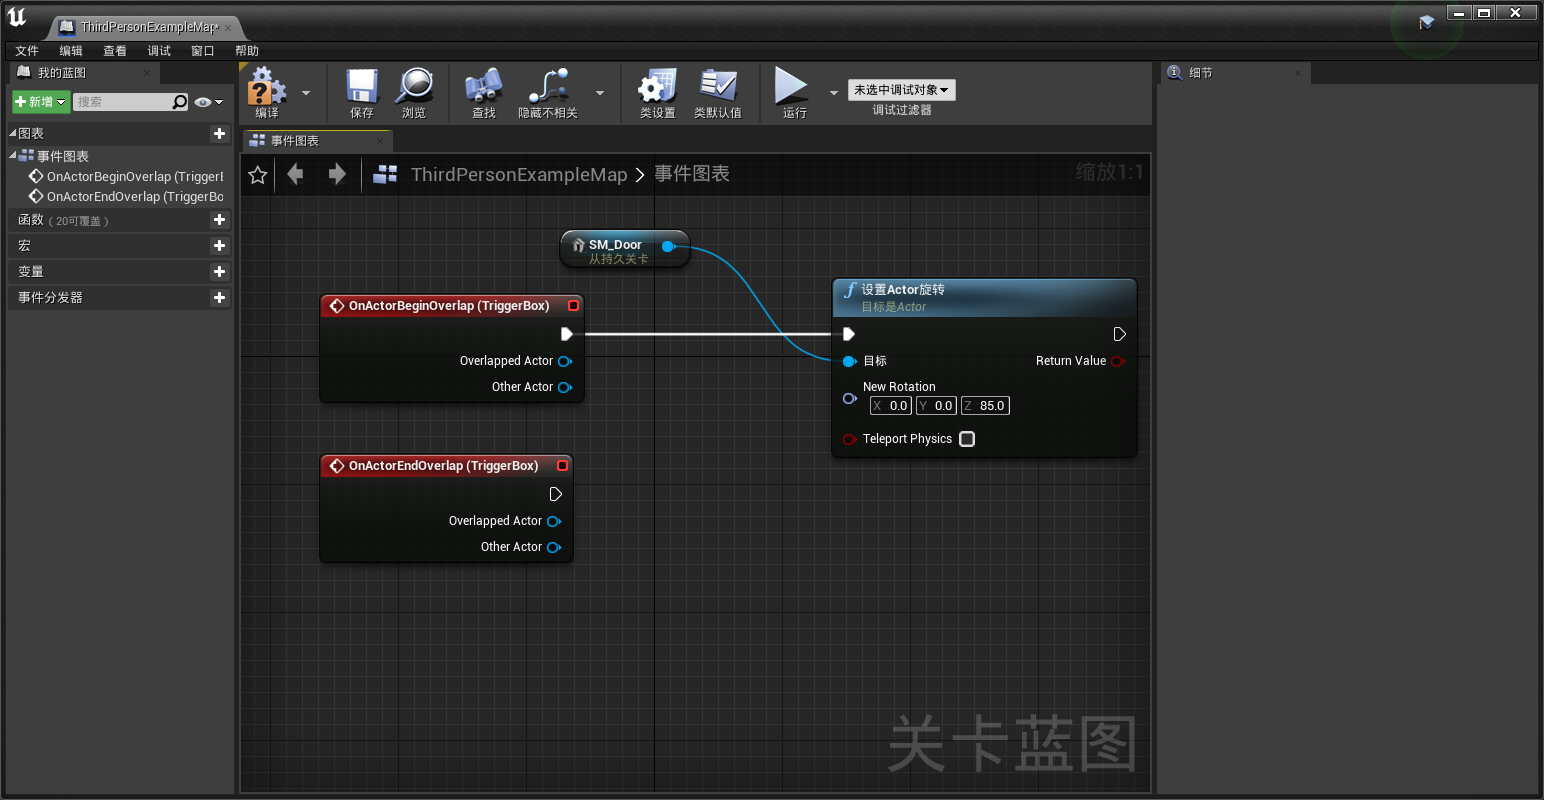 ThirdPersonExampleMap*
文件 编辑 查看 调试 窗口 帮助
我的蓝图
新增 搜索
图表
事件图表
OnActorBeginOverlap (TriggerE
OnActorEndOverlap (TriggerBo
函数 (20可覆盖)
宏
变量
事件分发器
编译 保存 浏览 查找 隐藏不相关 类设置 类默认值 运行
未选中调试对象
调试过滤器
事件图表
ThirdPersonExampleMap > 事件图表
缩放1:1
SM_Door
从持久关卡
OnActorBeginOverlap (TriggerBox)
Overlapped Actor
Other Actor
设置Actor旋转
目标是Actor
目标
Return Value
New Rotation
X 0.0 Y 0.0 Z 85.0
Teleport Physics
OnActorEndOverlap (TriggerBox)
Overlapped Actor
Other Actor
关卡蓝图
细节